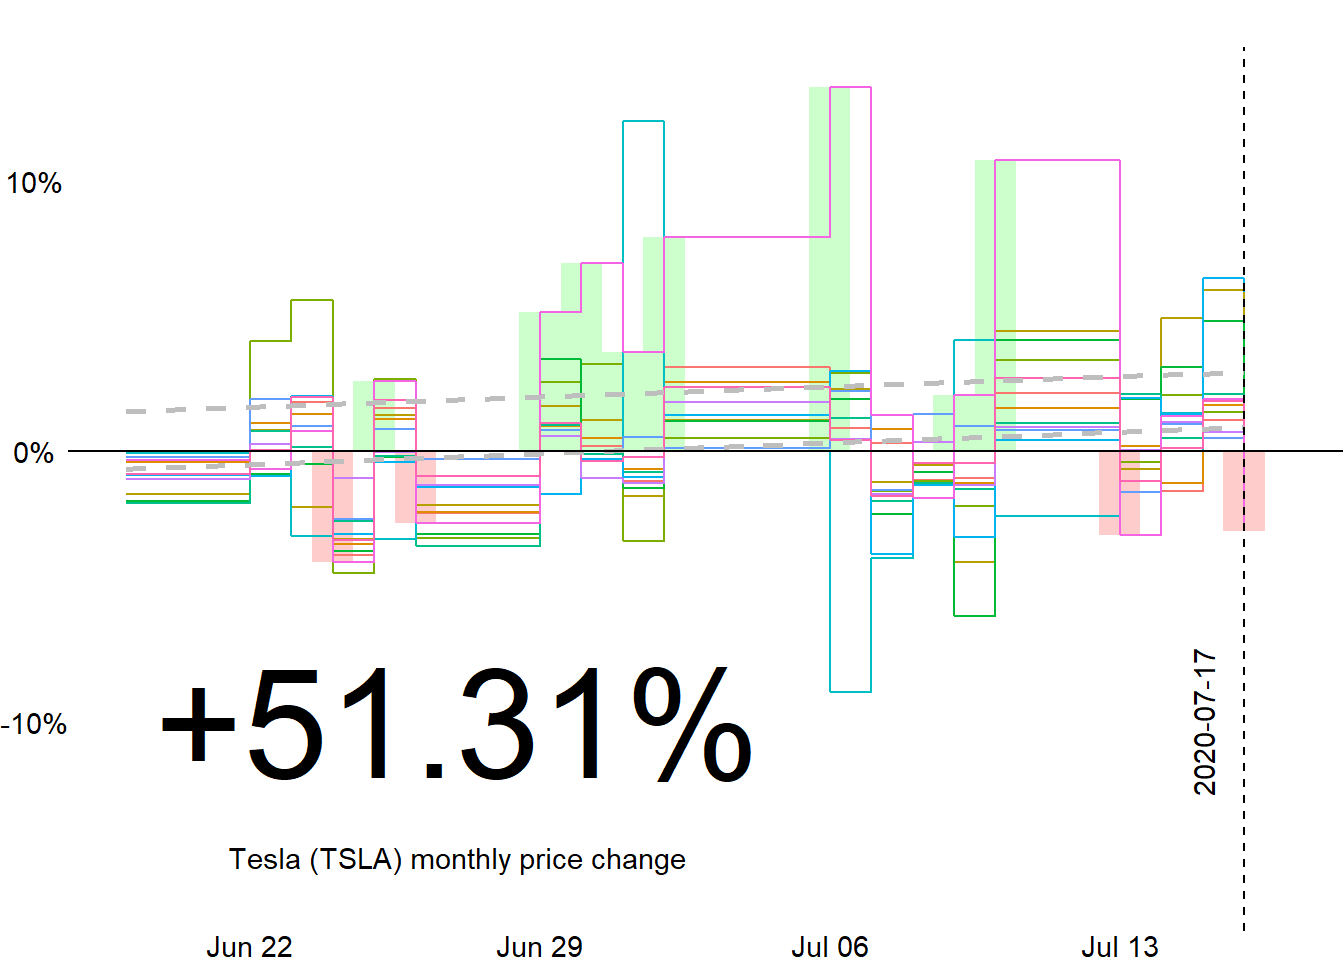 10%
0%
-10%
+51.31%
2020-07-17
Tesla (TSLA) monthly price change
Jun 22 Jun 29 Jul 06 Jul 13